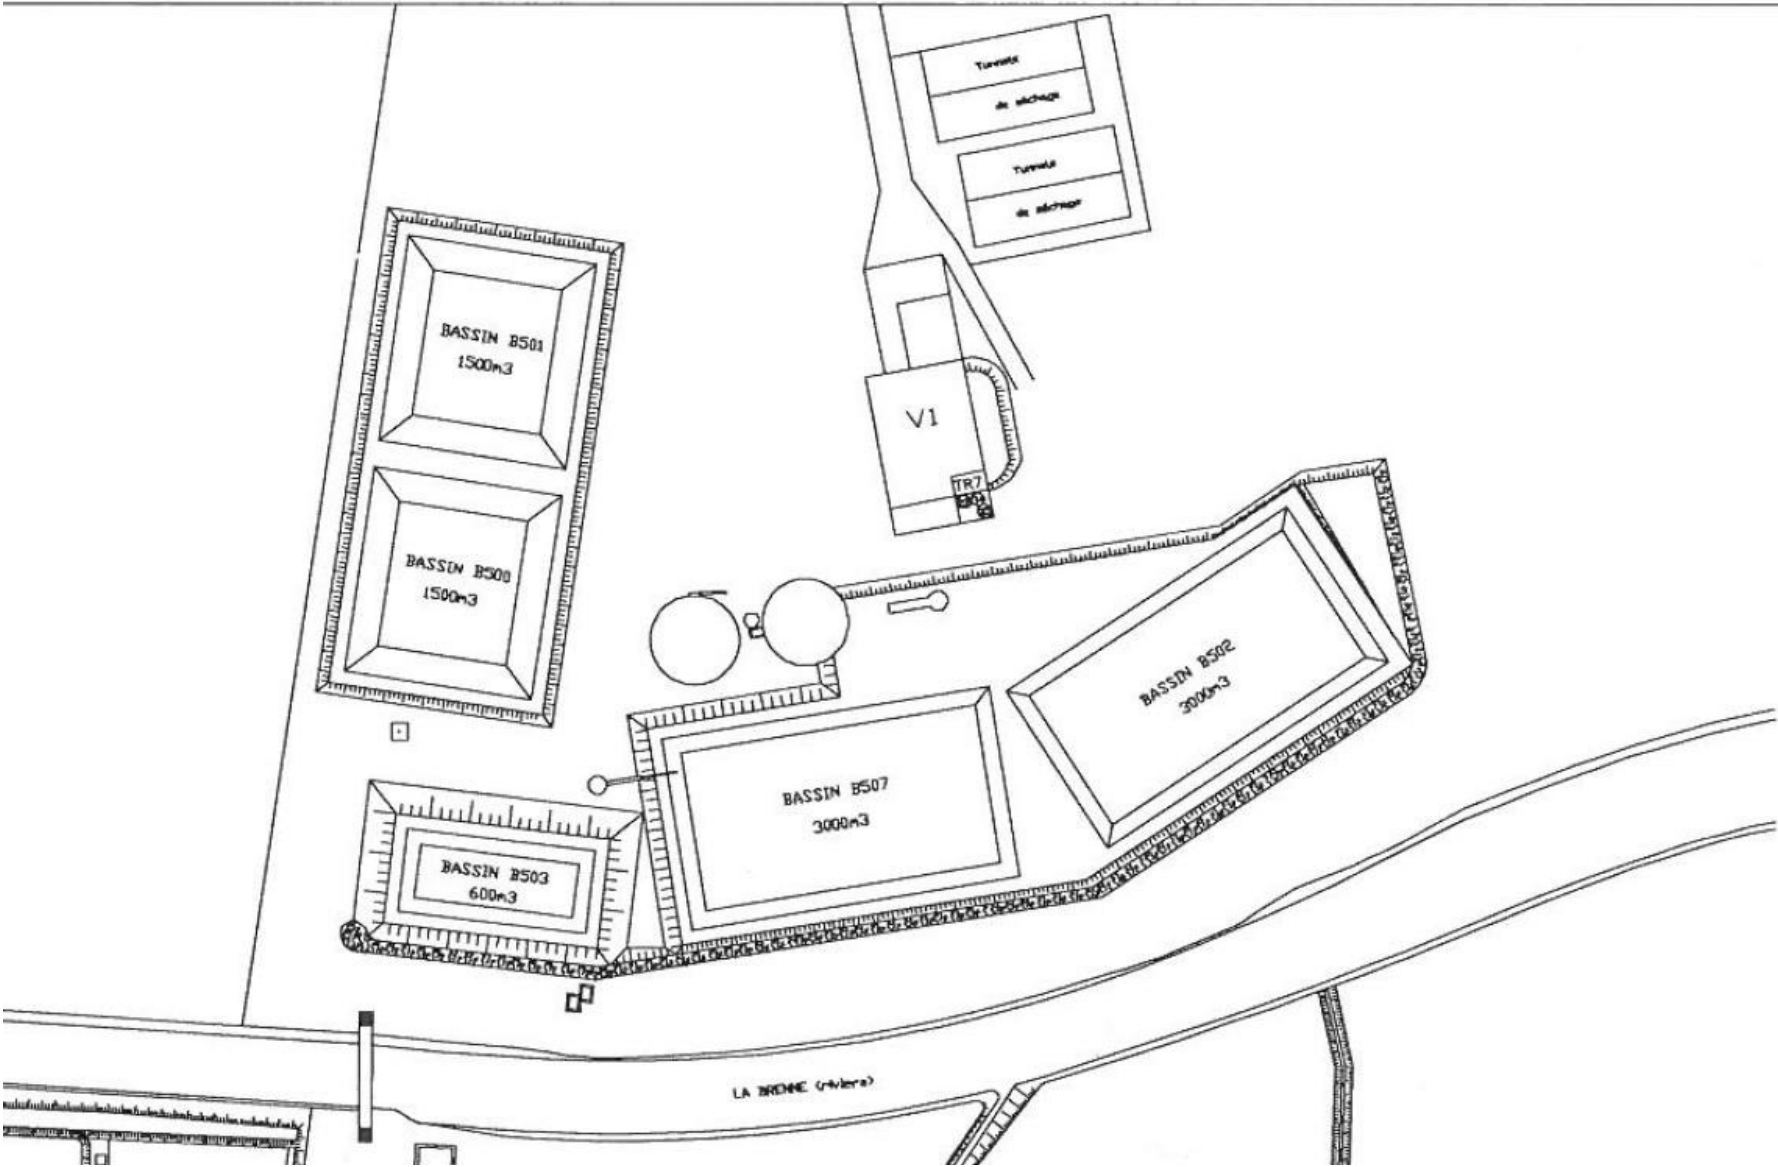 Tunnels
de séchage
Tunnels
de séchage
BASSIN B501
1500m3
V1
TR7
BASSIN B500
1500m3
BASSIN B502
3000m3
BASSIN B507
3000m3
BASSIN B503
600m3
LA BRENNE (riviere)